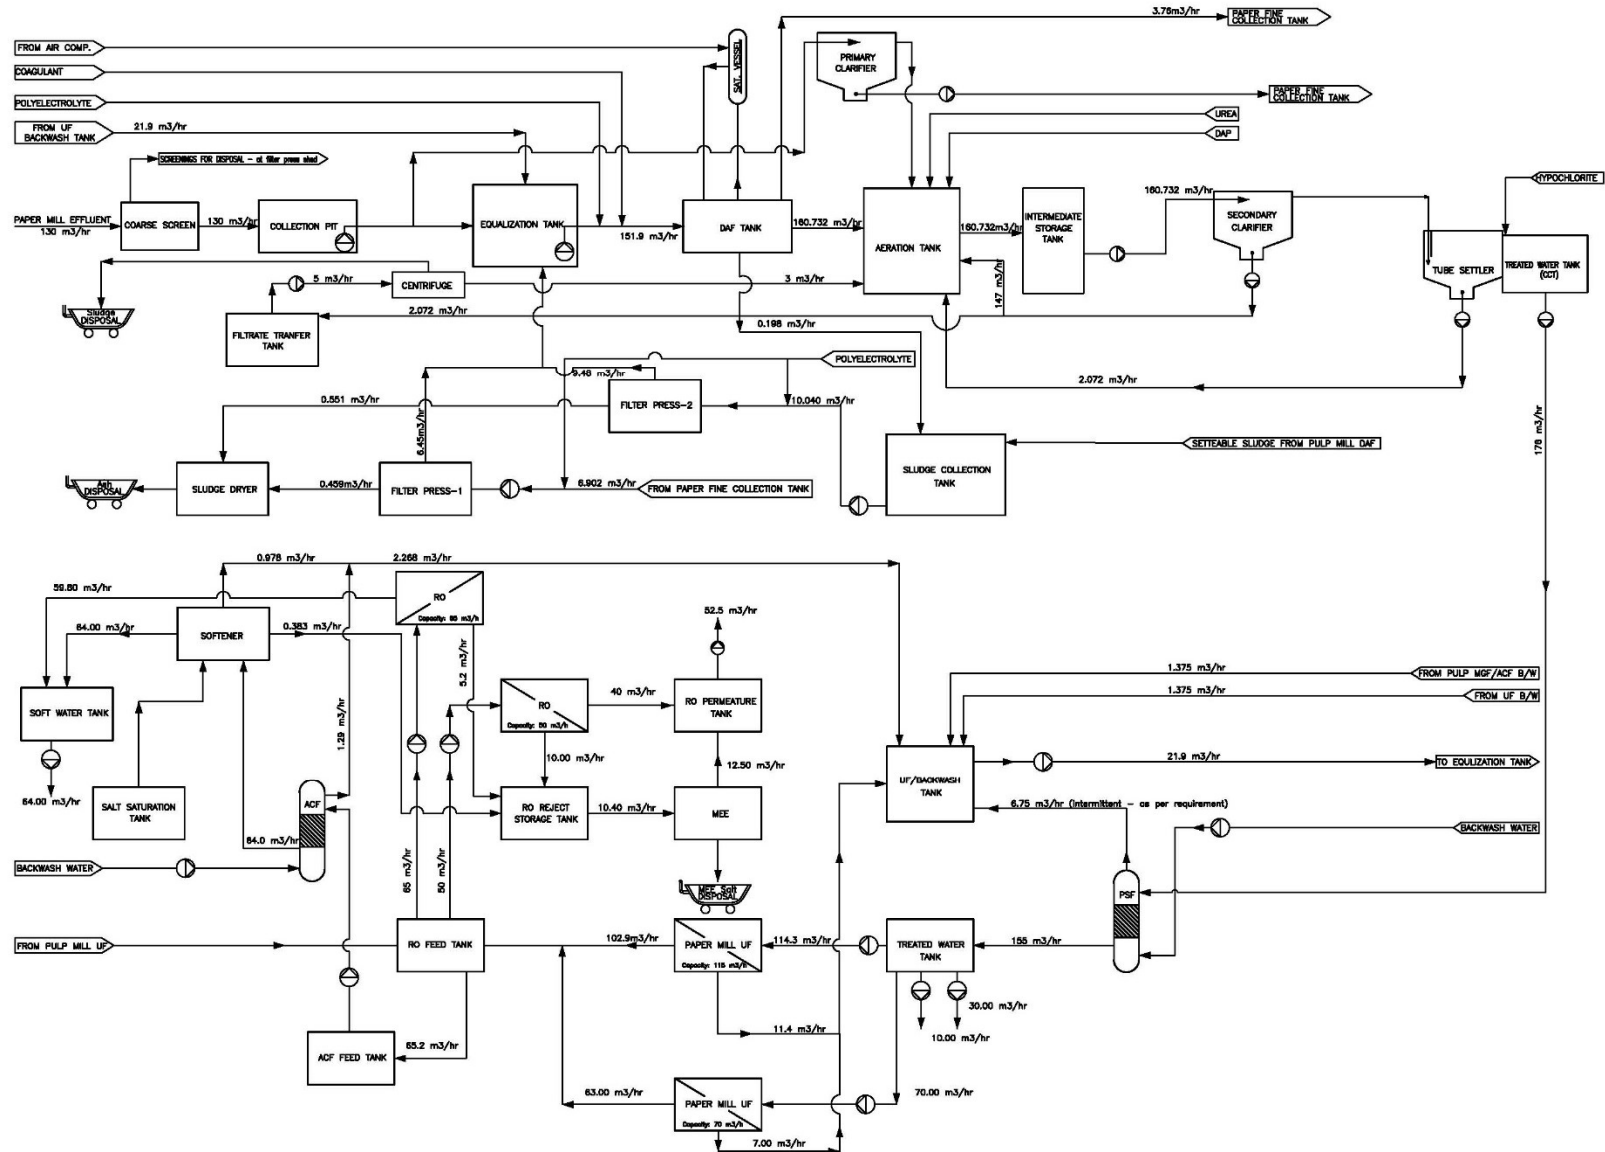 3.76m3/hr
PAPER FINE
COLLECTION TANK
FROM AIR COMP.
SAT. VESSEL
PRIMARY
CLARIFIER
COAGULANT
POLYELECTROLYTE
PAPER FINE
COLLECTION TANK
UREA
DAP
FROM UF
BACKWASH TANK
21.9 m3/hr
SCREENINGS FOR DISPOSAL - at filter press shed
HYPOCHLORITE
PAPER MILL EFFLUENT
130 m3/hr
COARSE SCREEN
130 m3/hr
COLLECTION PIT
EQUALIZATION TANK
151.9 m3/hr
DAF TANK
160.732 m3/hr
AERATION TANK
160.732m3/hr
INTERMEDIATE
STORAGE
TANK
160.732 m3/hr
SECONDARY
CLARIFIER
TUBE SETTLER
TREATED WATER TANK
(CCT)
5 m3/hr
CENTRIFUGE
3 m3/hr
147 m3/hr
Sludge
DISPOSAL
FILTRATE TRANFER
TANK
2.072 m3/hr
0.198 m3/hr
POLYELECTROLYTE
9.48 m3/hr
2.072 m3/hr
0.551 m3/hr
FILTER PRESS-2
10.040 m3/hr
6.45m3/hr
178 m3/hr
SETTEABLE SLUDGE FROM PULP MILL DAF
SLUDGE COLLECTION
TANK
Ash
DISPOSAL
SLUDGE DRYER
0.459m3/hr
FILTER PRESS-1
6.902 m3/hr
FROM PAPER FINE COLLECTION TANK
0.978 m3/hr
2.268 m3/hr
59.80 m3/hr
RO
Capacity: 65 m3/h
52.5 m3/hr
64.00 m3/hr
SOFTENER
0.383 m3/hr
5.2 m3/hr
1.375 m3/hr
FROM PULP MGF/ACF B/W
1.375 m3/hr
FROM UF B/W
SOFT WATER TANK
RO
Capacity: 50 m3/h
40 m3/hr
RO PERMEATURE
TANK
1.29 m3/hr
10.00 m3/hr
12.50 m3/hr
UF/BACKWASH
TANK
21.9 m3/hr
TO EQULIZATION TANK
64.00 m3/hr
SALT SATURATION
TANK
ACF
RO REJECT
STORAGE TANK
10.40 m3/hr
MEE
6.75 m3/hr (Intermittent - as per requirement)
BACKWASH WATER
64.0 m3/hr
BACKWASH WATER
65 m3/hr
50 m3/hr
MEE Salt
DISPOSAL
PSF
FROM PULP MILL UF
RO FEED TANK
102.9m3/hr
PAPER MILL UF
Capacity: 115 m3/h
114.3 m3/hr
TREATED WATER
TANK
155 m3/hr
30.00 m3/hr
10.00 m3/hr
11.4 m3/hr
ACF FEED TANK
65.2 m3/hr
63.00 m3/hr
PAPER MILL UF
Capacity: 70 m3/h
70.00 m3/hr
7.00 m3/hr